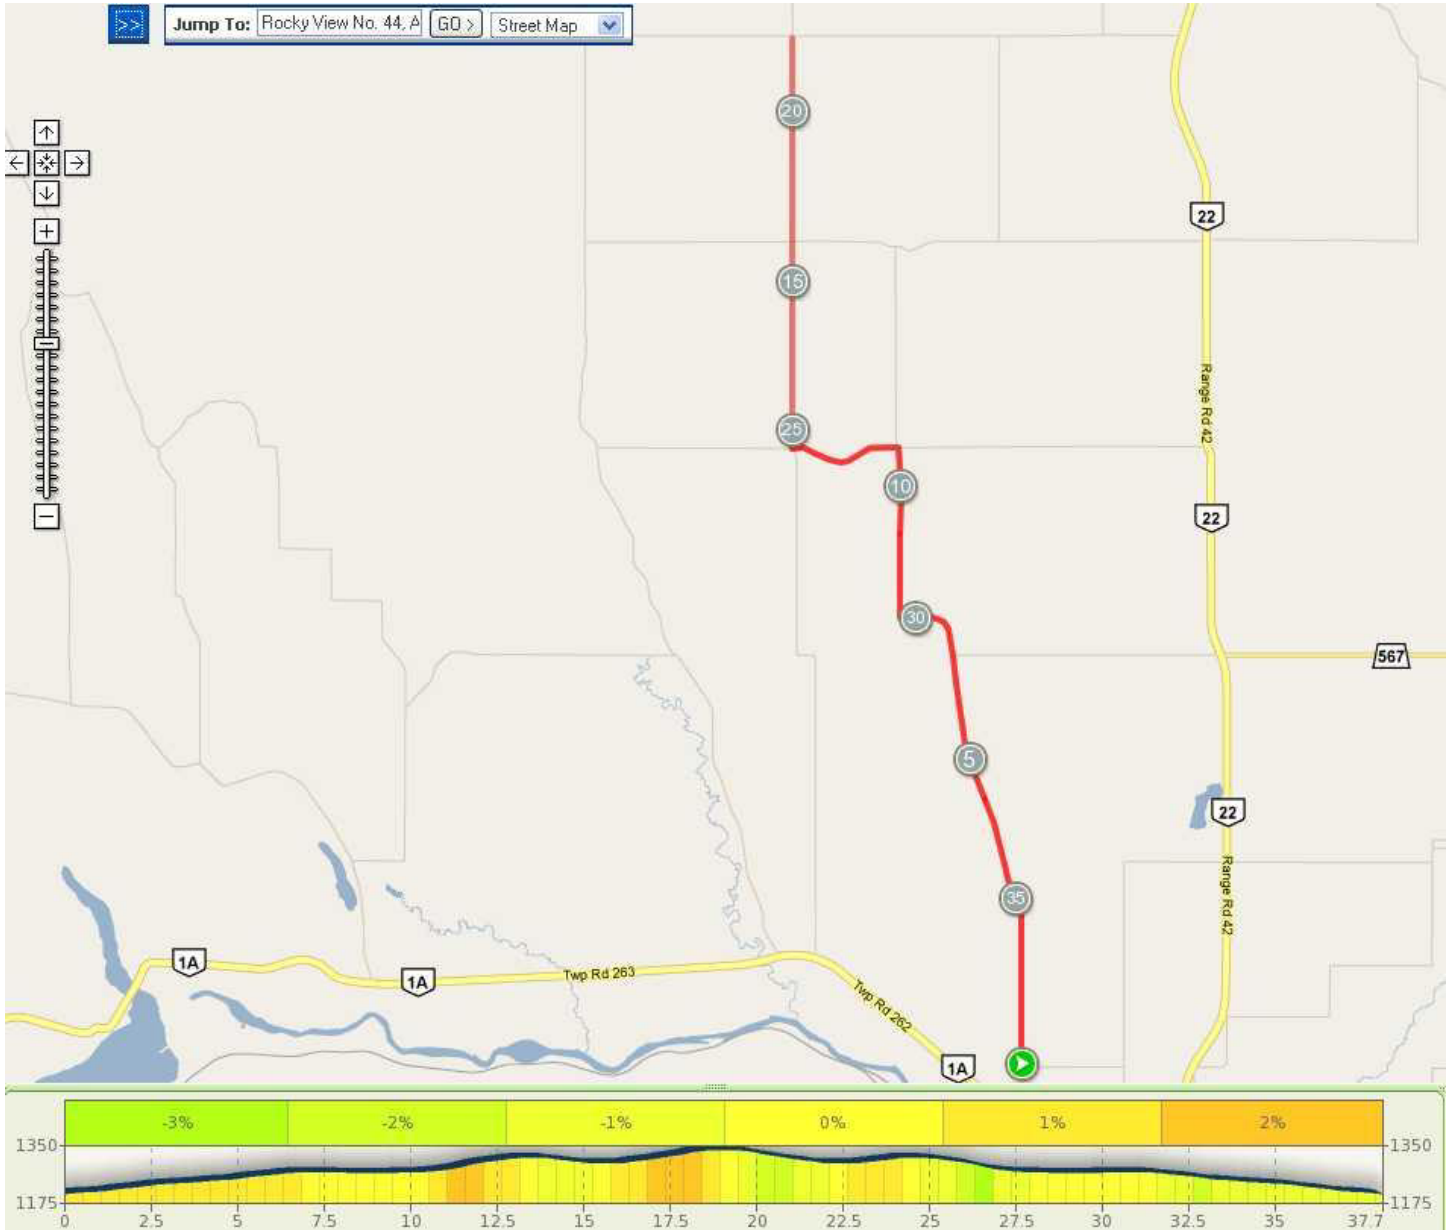 >> Jump To: Rocky View No. 44, A GO > Street Map
20
22
15
Range Rd 42
25
10
22
30
567
5
22
Range Rd 42
35
1A
1A
Twp Rd 263
Twp Rd 262
1A
-3% -2% -1% 0% 1% 2%
1350 1350
1175 1175
0 2.5 5 7.5 10 12.5 15 17.5 20 22.5 25 27.5 30 32.5 35 37.7